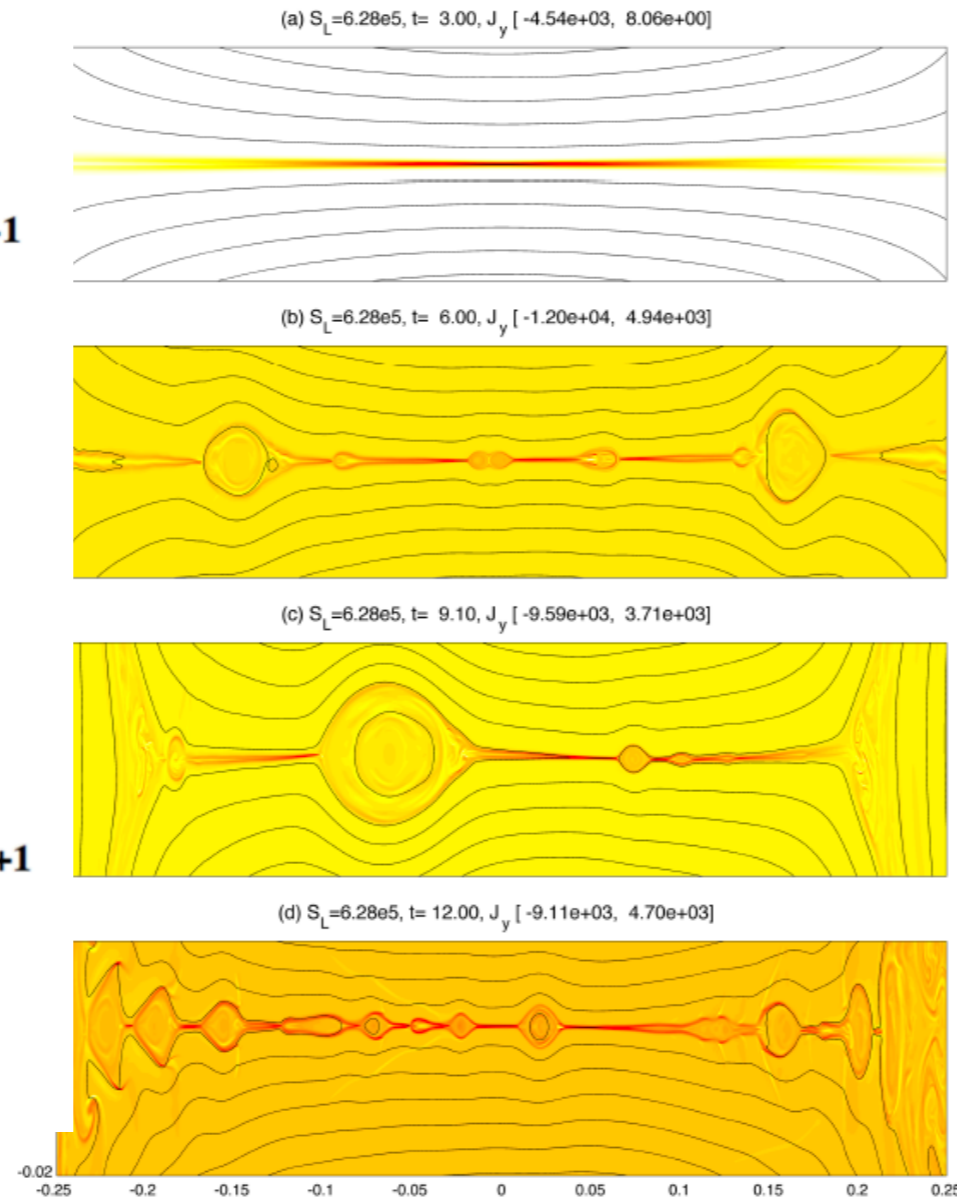 (a) S_L=6.28e5, t= 3.00, J_y [ -4.54e+03, 8.06e+00]
-1
(b) S_L=6.28e5, t= 6.00, J_y [ -1.20e+04, 4.94e+03]
(c) S_L=6.28e5, t= 9.10, J_y [ -9.59e+03, 3.71e+03]
+1
(d) S_L=6.28e5, t= 12.00, J_y [ -9.11e+03, 4.70e+03]
-0.02
-0.25 -0.2 -0.15 -0.1 -0.05 0 0.05 0.1 0.15 0.2 0.25